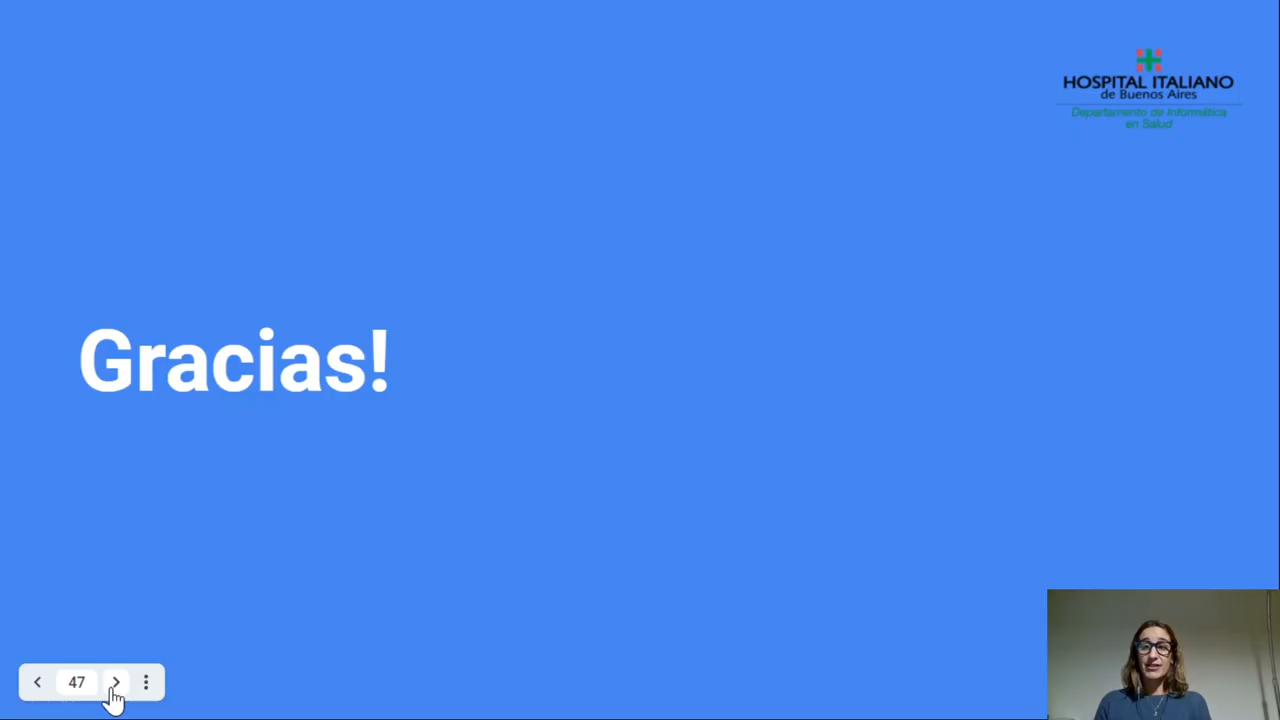 HOSPITAL ITALIANO
de Buenos Aires
Departamento de Informática
en Salud
Gracias!
47